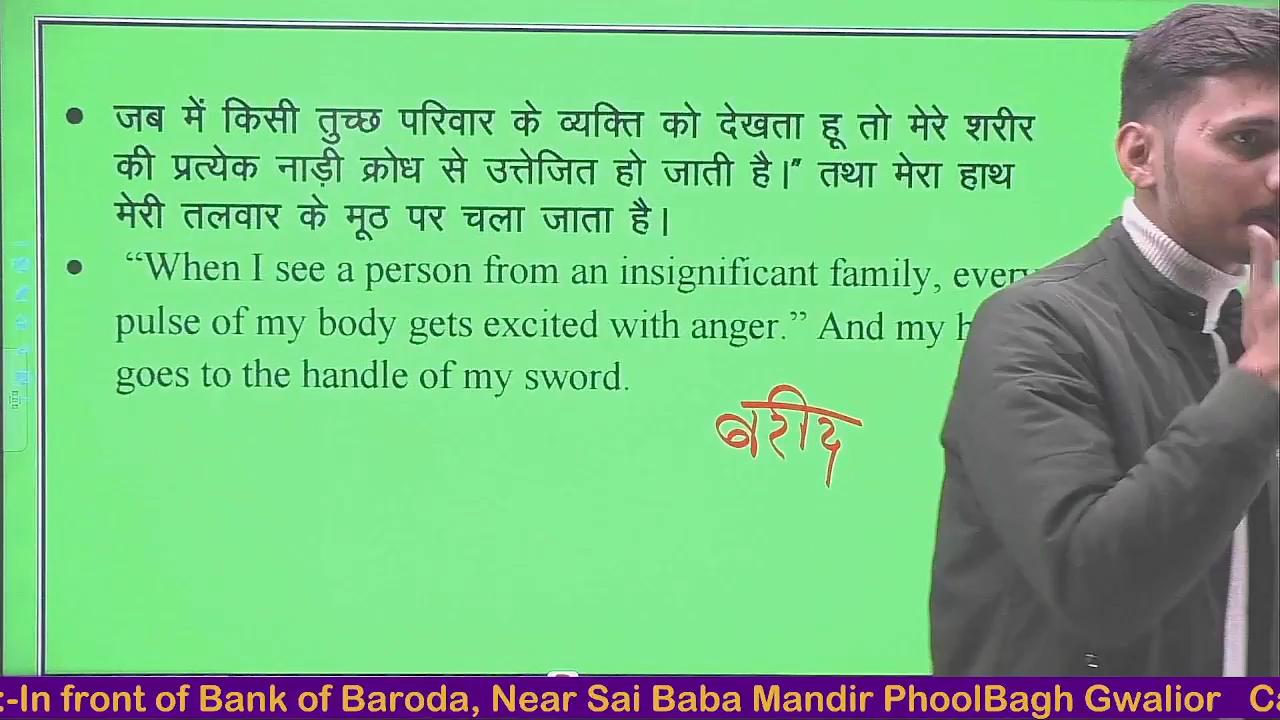 • जब में किसी तुच्छ परिवार के व्यक्ति को देखता हू तो मेरे शरीर
की प्रत्येक नाड़ी क्रोध से उत्तेजित हो जाती है।” तथा मेरा हाथ
मेरी तलवार के मूठ पर चला जाता है।
• “When I see a person from an insignificant family, every
pulse of my body gets excited with anger.” And my
goes to the handle of my sword.
बरीद
:-In front of Bank of Baroda, Near Sai Baba Mandir PhoolBagh Gwalior